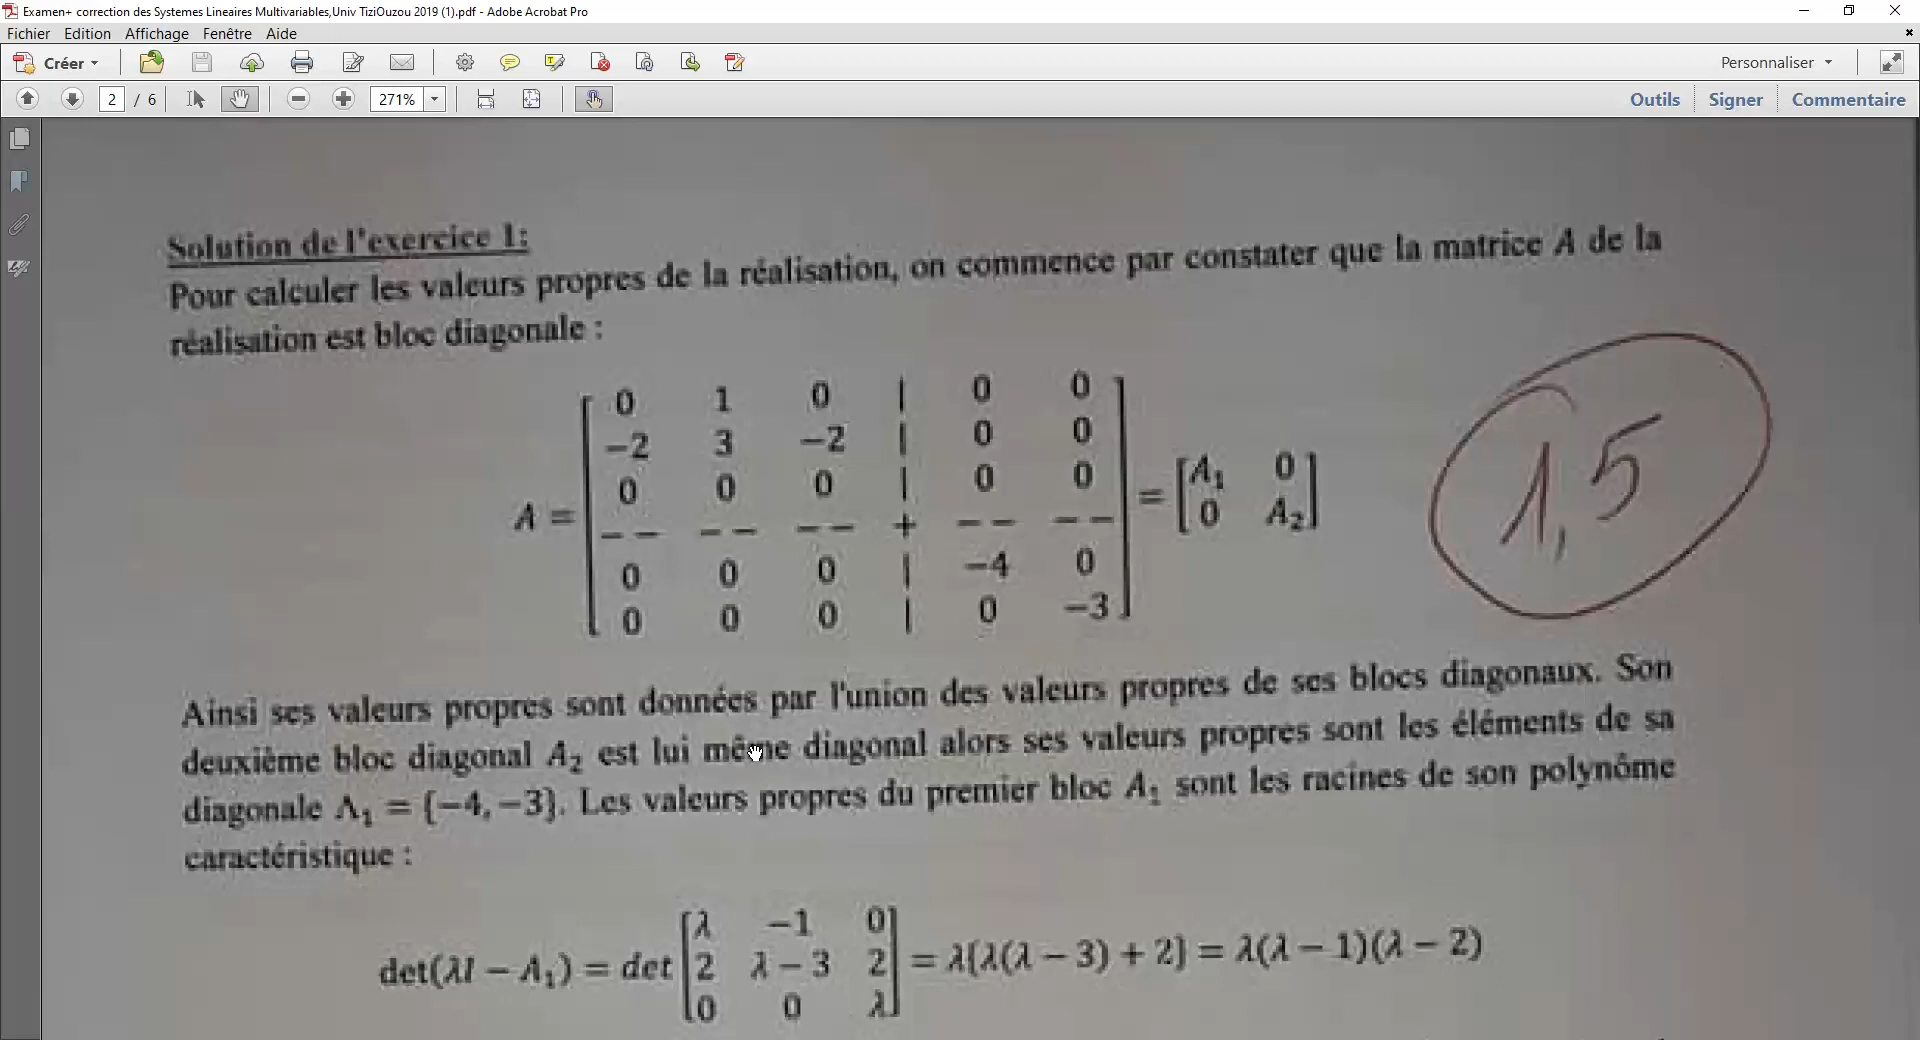 Examen+ correction des Systemes Lineaires Multivariables,Univ TiziOuzou 2019 (1).pdf - Adobe Acrobat Pro
Fichier Edition Affichage Fenêtre Aide
Créer Personnaliser
2 / 6 271% Outils Signer Commentaire
Solution de l'exercice 1:
Pour calculer les valeurs propres de la réalisation, on commence par constater que la matrice A de la
réalisation est bloc diagonale :
0 1 0 | 0 0
−2 3 −2 | 0 0
0 0 0 | 0 0
A = −− −− −− + −− −− = [A₁ 0
0 A₂]
0 0 0 | −4 0
0 0 0 | 0 −3
1,5
Ainsi ses valeurs propres sont données par l'union des valeurs propres de ses blocs diagonaux. Son
deuxième bloc diagonal A₂ est lui même diagonal alors ses valeurs propres sont les éléments de sa
diagonale Λ₁ = {−4, −3}. Les valeurs propres du premier bloc A₁ sont les racines de son polynôme
caractéristique :
det(λI − A₁) = det [λ −1 0
2 λ − 3 2
0 0 λ] = λ{λ(λ − 3) + 2} = λ(λ − 1)(λ − 2)